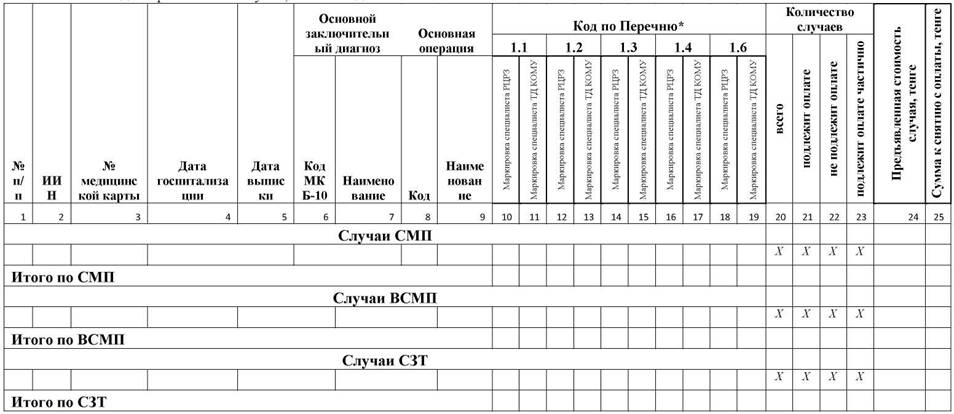 Основной заключительн ый диагноз
Основная операция
Код по Перечню*
Количество случаев
1.1 1.2 1.3 1.4 1.6
№ п/ п
ИИ Н
№ медицинс кой карты
Дата госпитализа ции
Дата выпис ки
Код МК Б-10
Наимено вание
Код
Наиме нован ие
Маркировка специалиста РЦРЗ
Маркировка специалиста ТД КОМУ
Маркировка специалиста РЦРЗ
Маркировка специалиста ТД КОМУ
Маркировка специалиста РЦРЗ
Маркировка специалиста ТД КОМУ
Маркировка специалиста РЦРЗ
Маркировка специалиста ТД КОМУ
Маркировка специалиста РЦРЗ
Маркировка специалиста ТД КОМУ
всего
подлежит оплате
не подлежит оплате
подлежит оплате частично
Предъявленная стоимость случая, тенге
Сумма к снятию с оплаты, тенге
1 2 3 4 5 6 7 8 9 10 11 12 13 14 15 16 17 18 19 20 21 22 23 24 25
Случаи СМП
X X X X
Итого по СМП
Случаи ВСМП
X X X X
Итого по ВСМП
Случаи СЗТ
X X X X
Итого по СЗТ